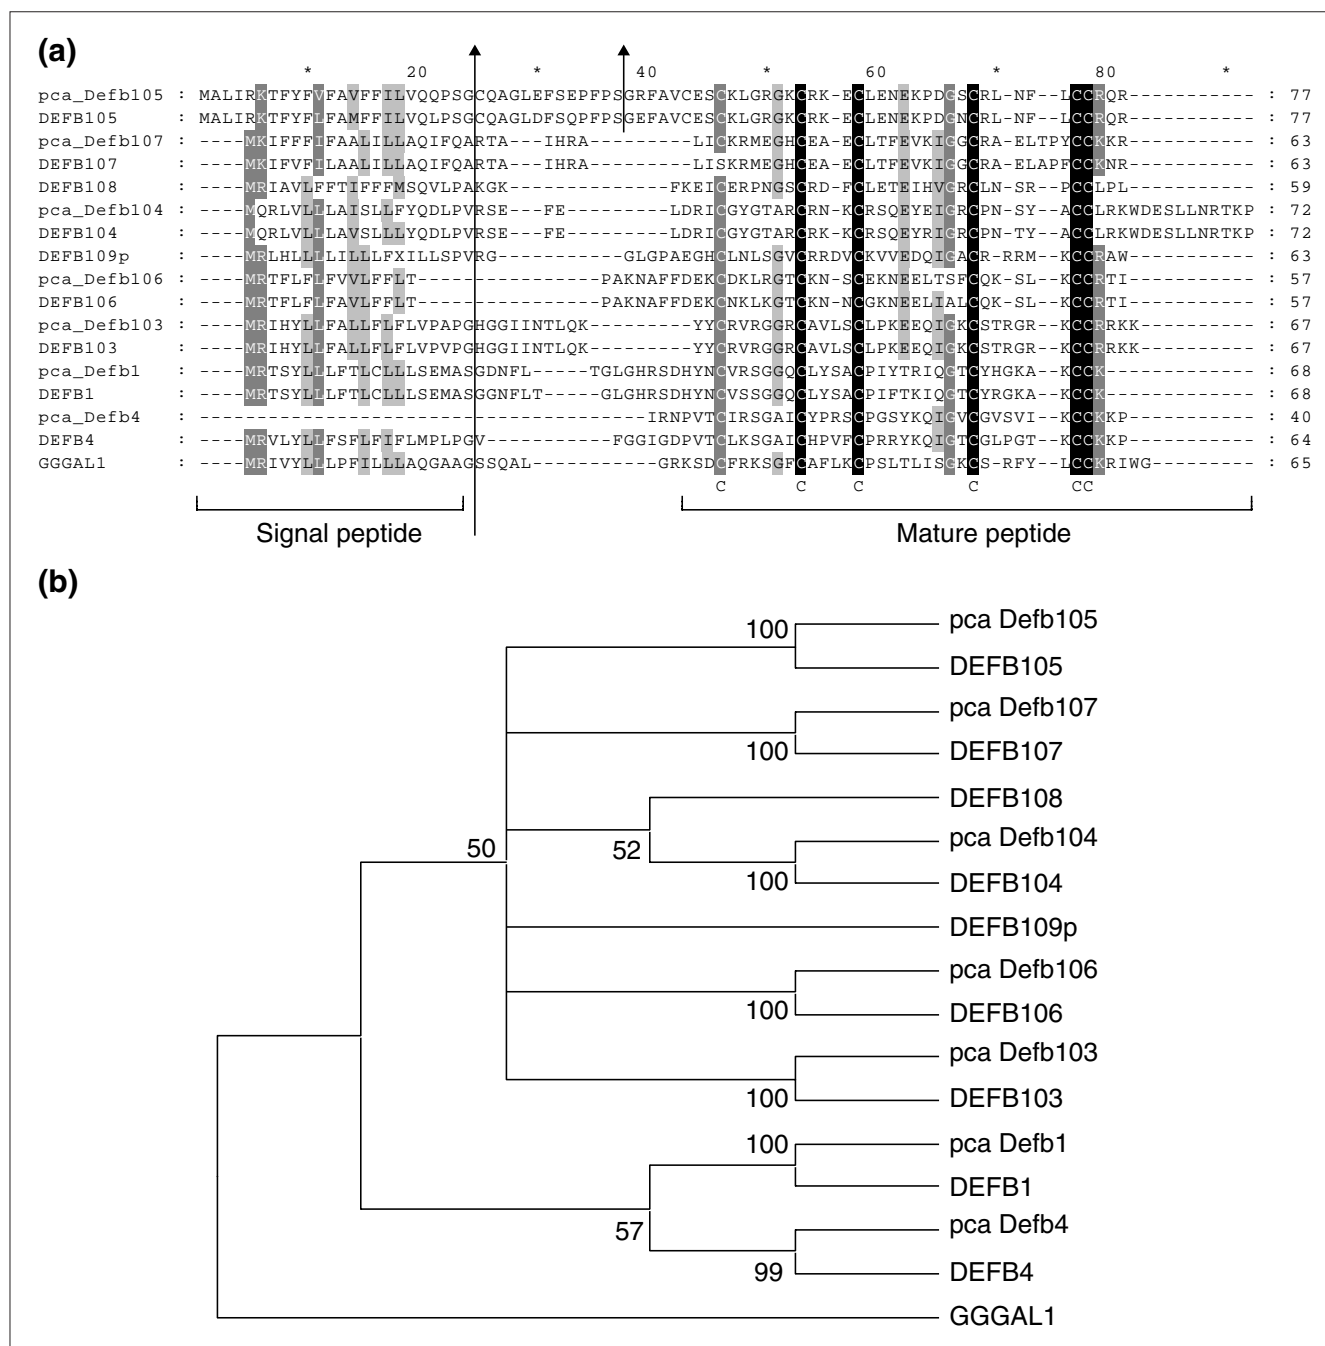 (a)
* 20 * 40 * 60 * 80 *
pca_Defb105 : MALIRKTFYFVFAVFFILVQQPSGCQAGLEFSEPFPSGRFAVCESCKLGRGKCRK-ECLENEKPDGSCRL-NF--LCCRQR----------- : 77
DEFB105 : MALIRKTFYFLFAMFFILVQLPSGCQAGLDFSQPFPSGEFAVCESCKLGRGKCRK-ECLENEKPDGNCRL-NF--LCCRQR----------- : 77
pca_Defb107 : ----MKIFFFIFAALILLAQIFQARTA---IHRA---------LICKRMEGHCEA-ECLTFEVKIGGCRA-ELTPYCCKKR----------- : 63
DEFB107 : ----MKIFVFILAALILLAQIFQARTA---IHRA---------LISKRMEGHCEA-ECLTFEVKIGGCRA-ELAPFCCKNR----------- : 63
DEFB108 : ----MRIAVLFFTIFFFMSQVLPAKGK--------------FKEICERPNGSCRD-FCLETEIHVGRCLN-SR--PCCLPL----------- : 59
pca_Defb104 : ----MQRLVLLLAISLLFYQDLPVRSE---FE---------LDRICGYGTARCRN-KCRSQEYEIGRCPN-SY--ACCLRKWDESLLNRTKP : 72
DEFB104 : ----MQRLVLLLAVSLLLYQDLPVRSE---FE---------LDRICGYGTARCRK-KCRSQEYRIGRCPN-TY--ACCLRKWDESLLNRTKP : 72
DEFB109p : ----MRLHLLLLILLLFXILLSPVRG-----------GLGPAEGHCLNLSGVCRRDVCKVVEDQIGACRR-RRM-KCCRAW----------- : 63
pca_Defb106 : ----MRTFLFLFVVLFFLT----------------PAKNAFFDEKCDKLRGTCKN-SCEKNEELTSFCQK-SL--KCCRTI----------- : 57
DEFB106 : ----MRTFLFLFAVLFFLT----------------PAKNAFFDEKCNKLKGTCKN-NCGKNEELIALCQK-SL--KCCRTI----------- : 57
pca_Defb103 : ----MRIHYLLFALLFLFLVPAPGHGGIINTLQK---------YYCRVRGGRCAVLSCLPKEEQIGKCSTRGR--KCCRRKK---------- : 67
DEFB103 : ----MRIHYLLFALLFLFLVPVPGHGGIINTLQK---------YYCRVRGGRCAVLSCLPKEEQIGKCSTRGR--KCCRRKK---------- : 67
pca_Defb1 : ----MRTSYLLLFTLCLLLSEMASGDNFL-----TGLGHRSDHYNCVRSGGQCLYSACPIYTRIQGTCYHGKA--KCCK------------- : 68
DEFB1 : ----MRTSYLLLFTLCLLLSEMASGGNFLT-----GLGHRSDHYNCVSSGGQCLYSACPIFTKIQGTCYRGKA--KCCK------------- : 68
pca_Defb4 : ---------------------------------------IRNPVTCIRSGAICYPRSCPGSYKQIGVCGVSVI--KCCKKP----------- : 40
DEFB4 : ----MRVLYLLFSFLFIFLMPLPGV-----------FGGIGDPVTCLKSGAICHPVFCPRRYKQIGTCGLPGT--KCCKKP----------- : 64
GGGAL1 : ----MRIVYLLLPFILLLAQGAAGSSQAL-----------GRKSDCFRKSGFCAFLKCPSLTLISGKCS-RFY--LCCKRIWG--------- : 65
C C C C CC
Signal peptide Mature peptide
(b)
pca Defb105
100
DEFB105
pca Defb107
100
DEFB107
DEFB108
50
52
pca Defb104
100
DEFB104
DEFB109p
pca Defb106
100
DEFB106
pca Defb103
100
DEFB103
100
pca Defb1
DEFB1
57
pca Defb4
99
DEFB4
GGGAL1